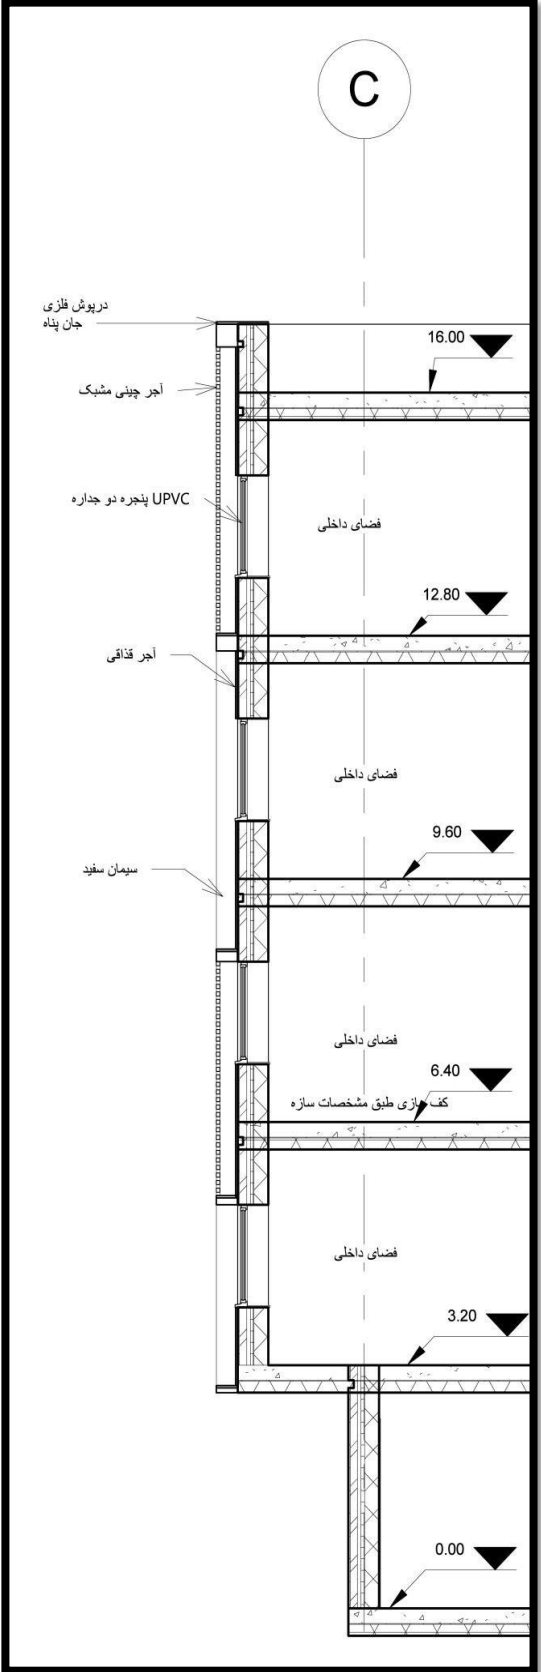 C
درپوش فلزی
جان پناه
16.00
آجر چینی مشبک
UPVC پنجره دو جداره
فضای داخلی
12.80
آجر قذاقی
فضای داخلی
9.60
سیمان سفید
فضای داخلی
6.40
کف سازی طبق مشخصات سازه
فضای داخلی
3.20
0.00